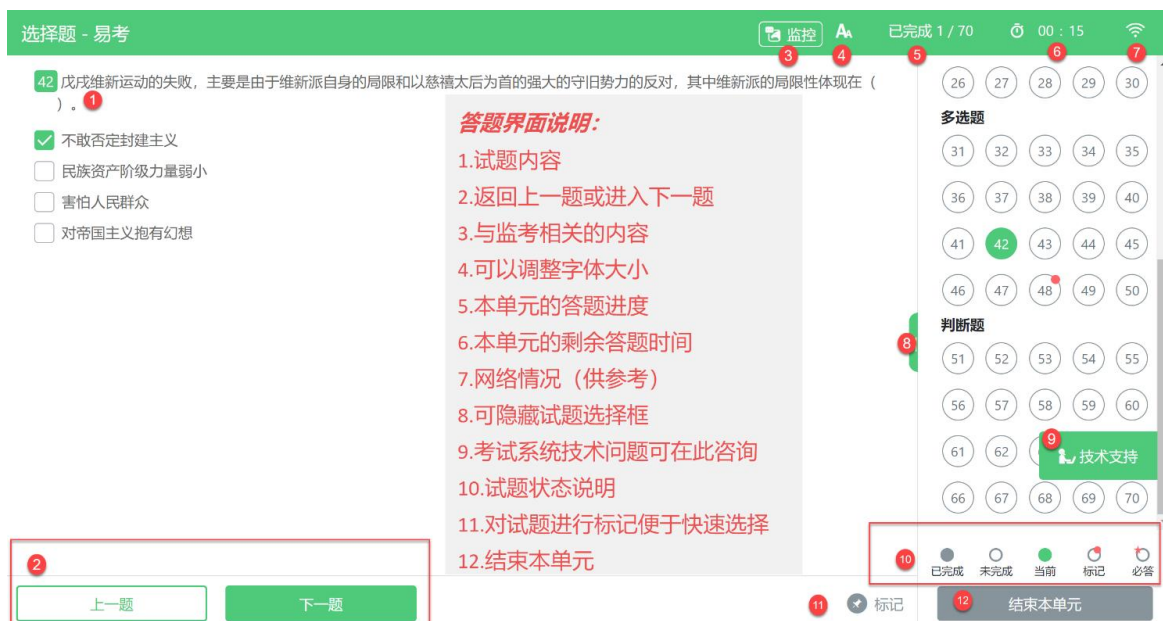 选择题 - 易考
监控
3
AA
4
已完成 1 / 70
5
00 : 15
6
7
42 戊戌维新运动的失败，主要是由于维新派自身的局限和以慈禧太后为首的强大的守旧势力的反对，其中维新派的局限性体现在（
）。 1
不敢否定封建主义
民族资产阶级力量弱小
害怕人民群众
对帝国主义抱有幻想
答题界面说明：
1.试题内容
2.返回上一题或进入下一题
3.与监考相关的内容
4.可以调整字体大小
5.本单元的答题进度
6.本单元的剩余答题时间
7.网络情况（供参考）
8.可隐藏试题选择框
9.考试系统技术问题可在此咨询
10.试题状态说明
11.对试题进行标记便于快速选择
12.结束本单元
26 27 28 29 30
多选题
31 32 33 34 35
36 37 38 39 40
41 42 43 44 45
46 47 48 49 50
判断题
8
51 52 53 54 55
56 57 58 59 60
61 62
9
技术支持
66 67 68 69 70
10
已完成 未完成 当前 标记 必答
2
上一题
下一题
11 标记
12 结束本单元